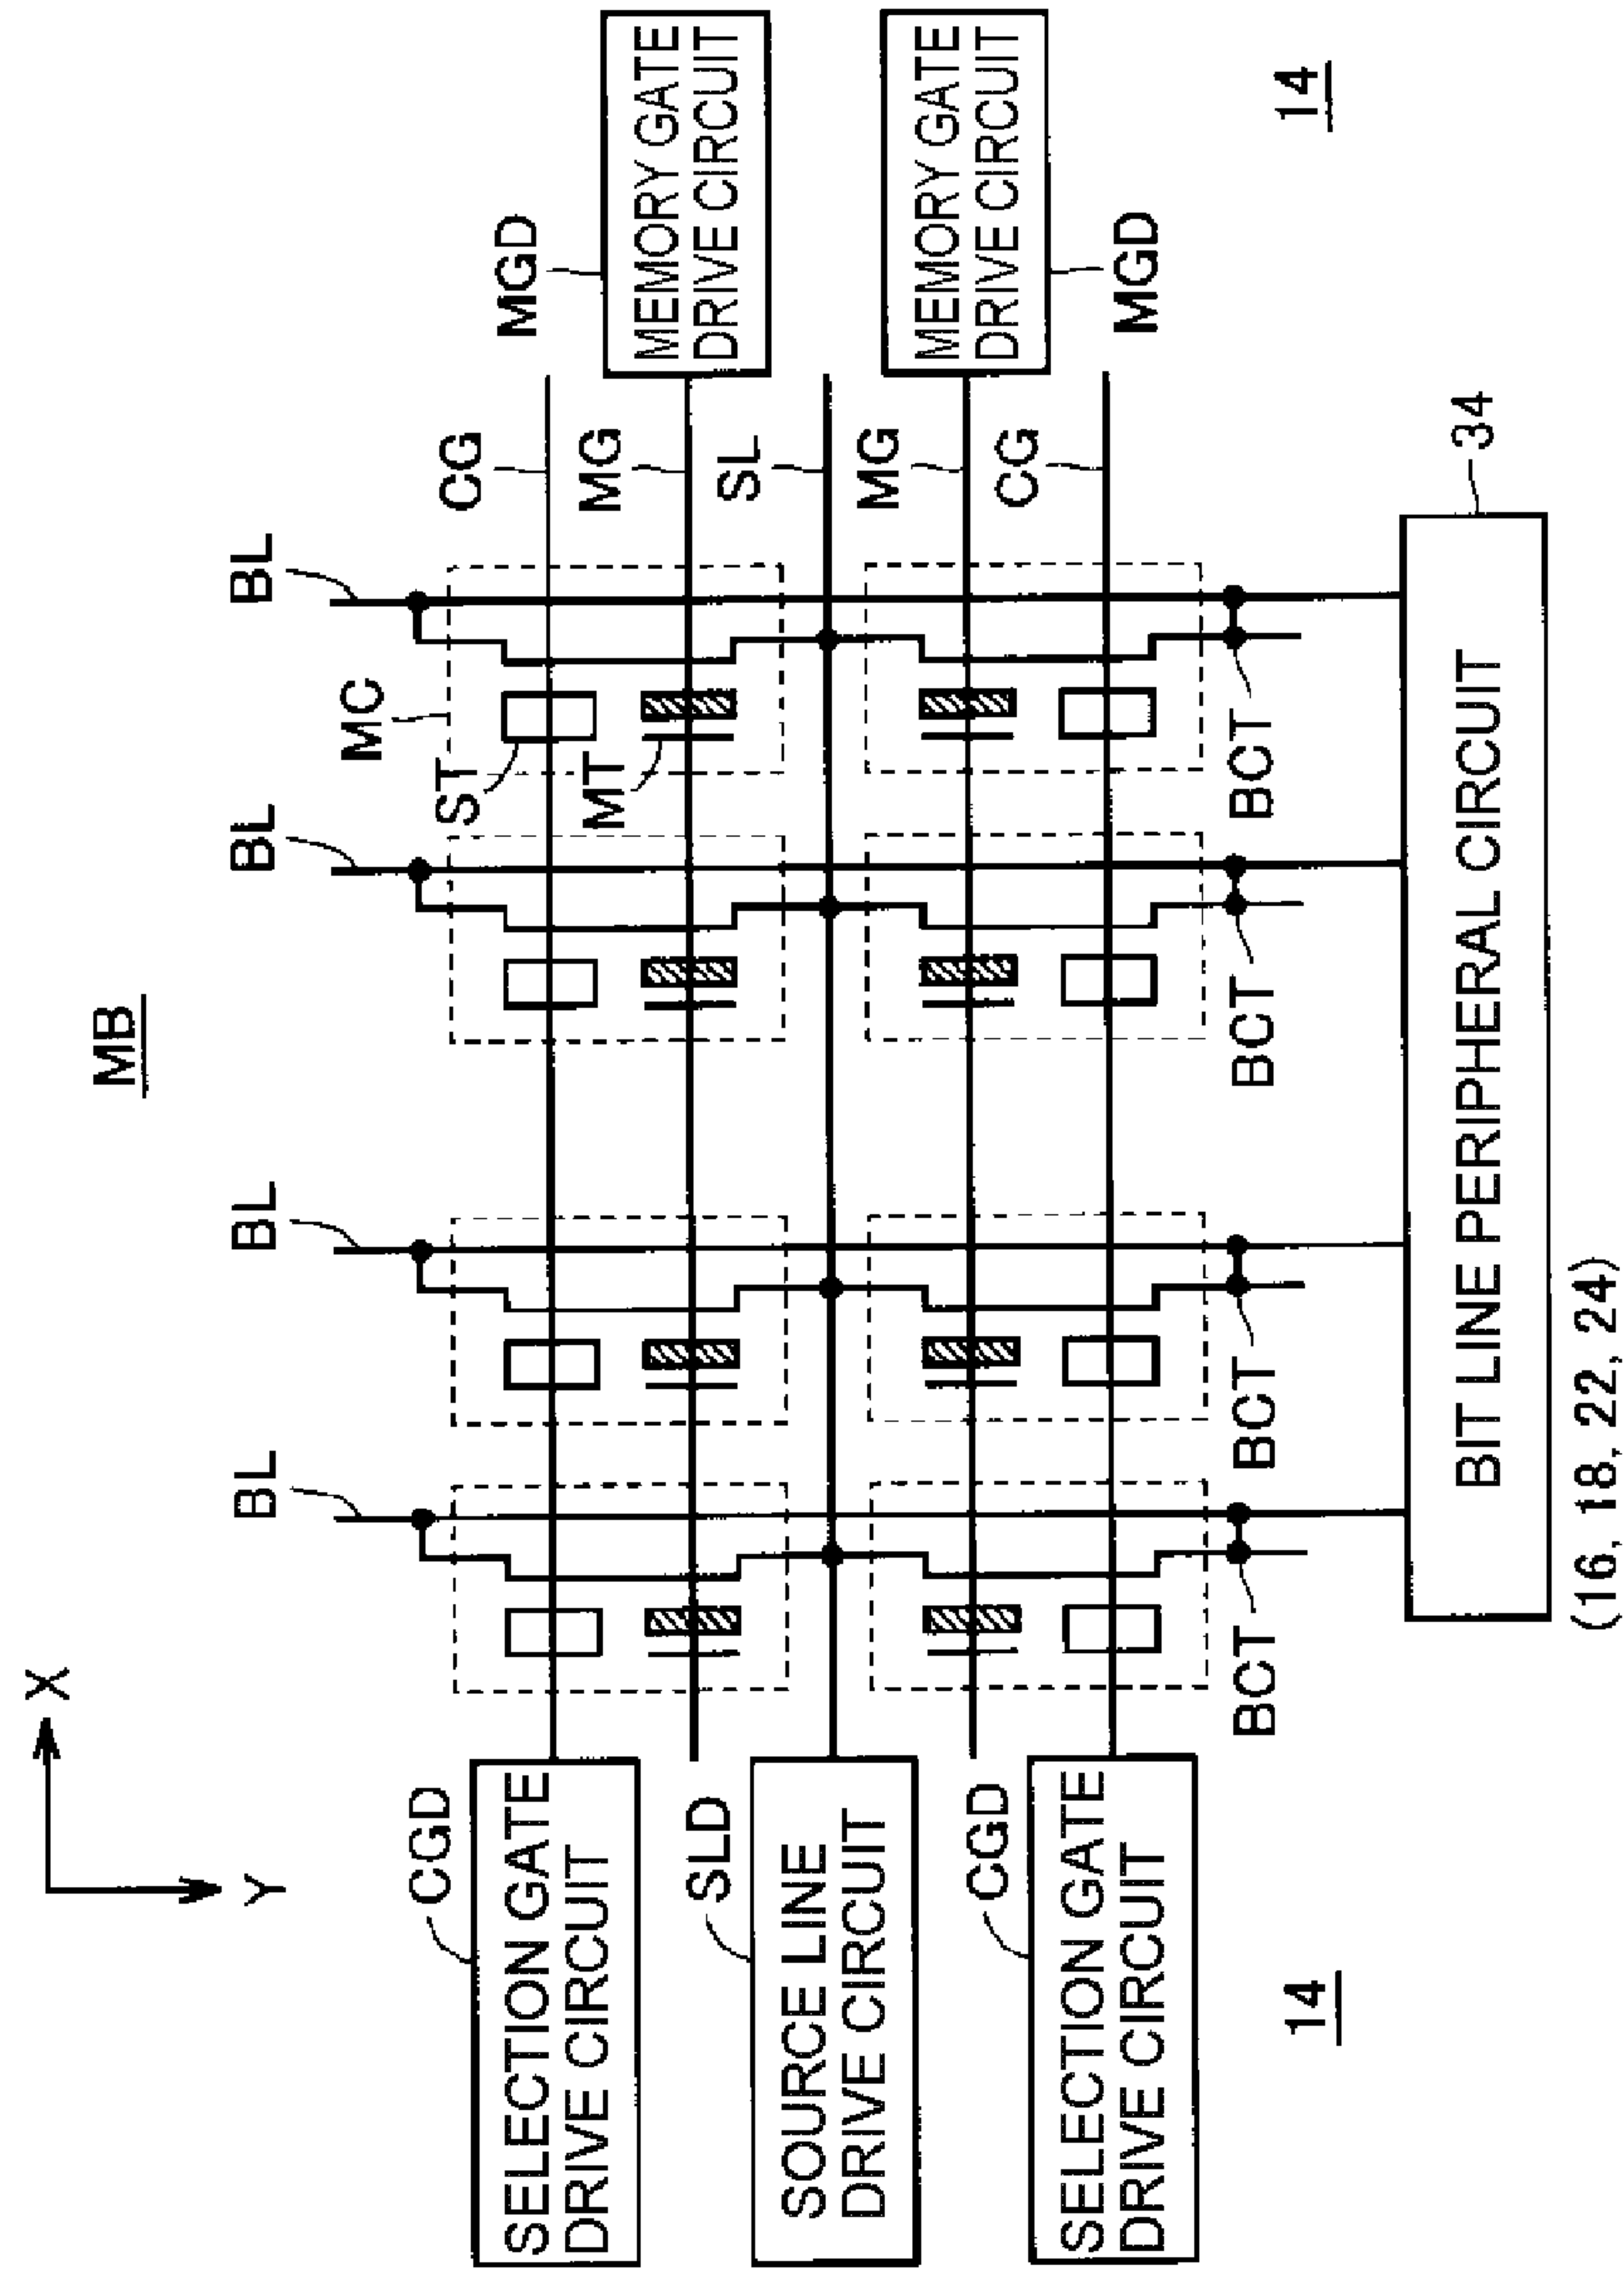 MB
X
Y
BL
BL
BL
BL
MC
ST
MT
CG
MG
SL
MG
CG
MGD
MEMORY GATE
DRIVE CIRCUIT
MEMORY GATE
DRIVE CIRCUIT
MGD
CGD
SELECTION GATE
DRIVE CIRCUIT
SLD
SOURCE LINE
DRIVE CIRCUIT
CGD
SELECTION GATE
DRIVE CIRCUIT
BCT
BCT
BCT
BCT
14
14
BIT LINE PERIPHERAL CIRCUIT
34
(16, 18, 22, 24)